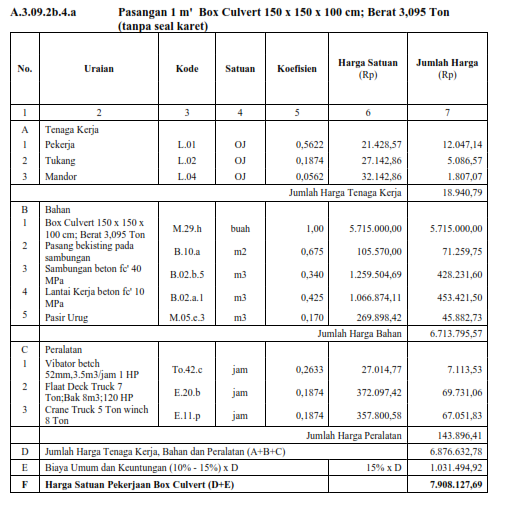 A.3.09.2b.4.a Pasangan 1 m' Box Culvert 150 x 150 x 100 cm; Berat 3,095 Ton
(tanpa seal karet)
No. Uraian Kode Satuan Koefisien Harga Satuan (Rp) Jumlah Harga (Rp)
1 2 3 4 5 6 7
A Tenaga Kerja
1 Pekerja L.01 OJ 0,5622 21.428,57 12.047,14
2 Tukang L.02 OJ 0,1874 27.142,86 5.086,57
3 Mandor L.04 OJ 0,0562 32.142,86 1.807,07
Jumlah Harga Tenaga Kerja 18.940,79
B Bahan
1 Box Culvert 150 x 150 x 100 cm; Berat 3,095 Ton M.29.h buah 1,00 5.715.000,00 5.715.000,00
2 Pasang bekisting pada sambungan B.10.a m2 0,675 105.570,00 71.259,75
3 Sambungan beton fc' 40 MPa B.02.b.5 m3 0,340 1.259.504,69 428.231,60
4 Lantai Kerja beton fc' 10 MPa B.02.a.1 m3 0,425 1.066.874,11 453.421,50
5 Pasir Urug M.05.e.3 m3 0,170 269.898,42 45.882,73
Jumlah Harga Bahan 6.713.795,57
C Peralatan
1 Vibator betch 52mm,3.5m3/jam 1 HP To.42.c jam 0,2633 27.014,77 7.113,53
2 Flaat Deck Truck 7 Ton;Bak 8m3;120 HP E.20.b jam 0,1874 372.097,42 69.731,06
3 Crane Truck 5 Ton winch 8 Ton E.11.p jam 0,1874 357.800,58 67.051,83
Jumlah Harga Peralatan 143.896,41
D Jumlah Harga Tenaga Kerja, Bahan dan Peralatan (A+B+C) 6.876.632,78
E Biaya Umum dan Keuntungan (10% - 15%) x D 15% x D 1.031.494,92
F Harga Satuan Pekerjaan Box Culvert (D+E) 7.908.127,69